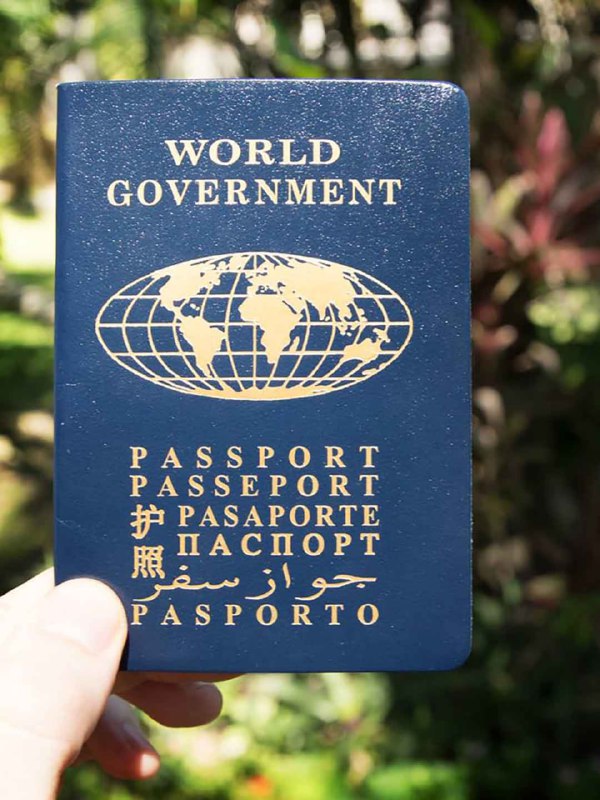 WORLD
GOVERNMENT
PASSPORT
PASSEPORT
护照
PASAPORTE
ПАСПОРТ
جواز سفر
PASPORTO